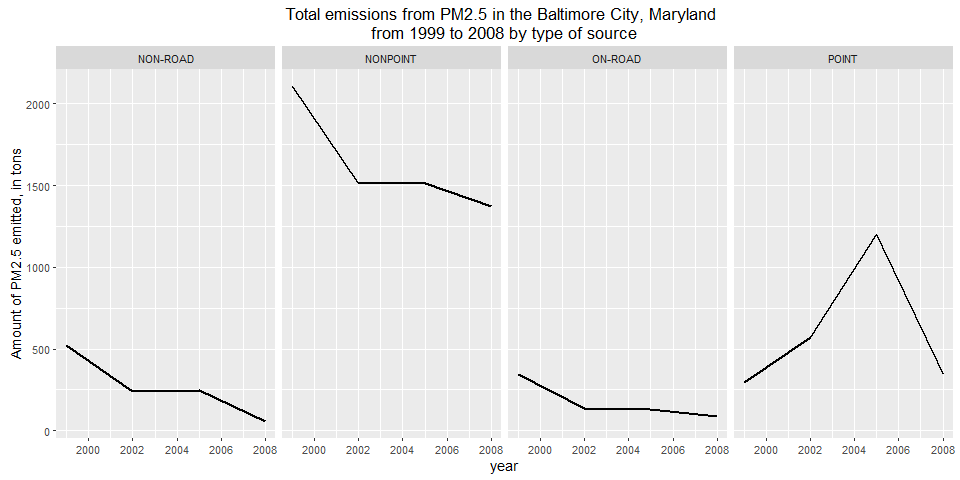 Total emissions from PM2.5 in the Baltimore City, Maryland
from 1999 to 2008 by type of source
NON-ROAD NONPOINT ON-ROAD POINT
Amount of PM2.5 emitted, in tons
2000
1500
1000
500
0
2000 2002 2004 2006 2008 2000 2002 2004 2006 2008 2000 2002 2004 2006 2008 2000 2002 2004 2006 2008
year